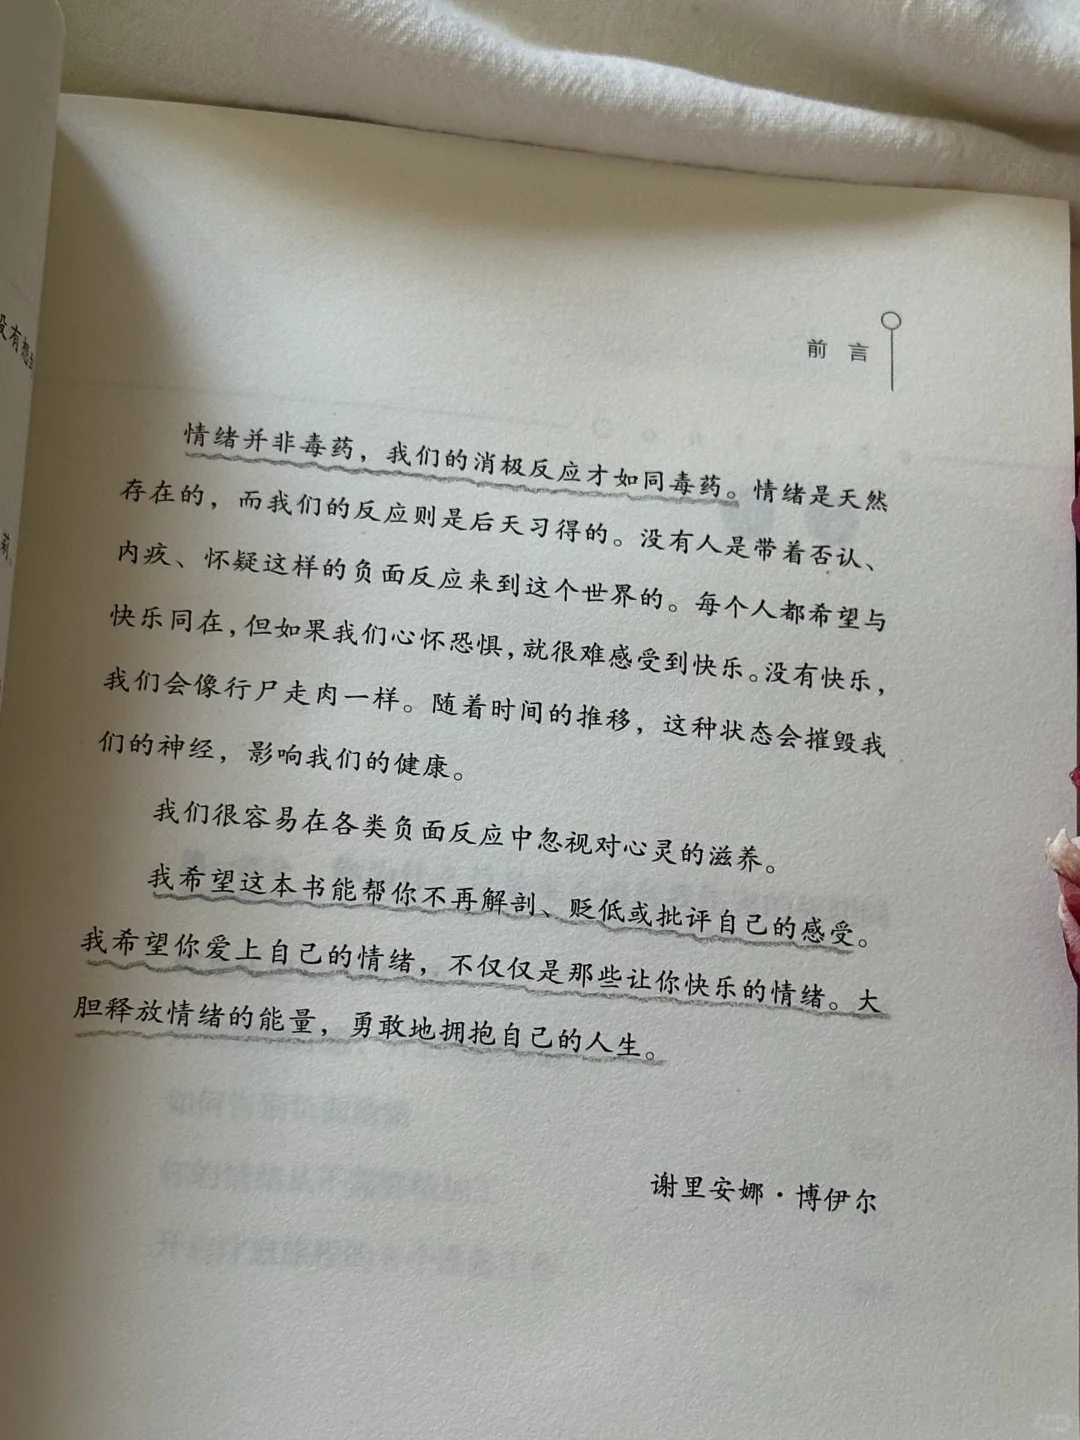 前言
没有想
莉。
情绪并非毒药，我们的消极反应才如同毒药。情绪是天然
存在的，而我们的反应则是后天习得的。没有人是带着否认、
内疚、怀疑这样的负面反应来到这个世界的。每个人都希望与
快乐同在，但如果我们心怀恐惧，就很难感受到快乐。没有快乐，
我们会像行尸走肉一样。随着时间的推移，这种状态会摧毁我
们的神经，影响我们的健康。
我们很容易在各类负面反应中忽视对心灵的滋养。
我希望这本书能帮你不再解剖、贬低或批评自己的感受。
我希望你爱上自己的情绪，不仅仅是那些让你快乐的情绪。大
胆释放情绪的能量，勇敢地拥抱自己的人生。
谢里安娜·博伊尔